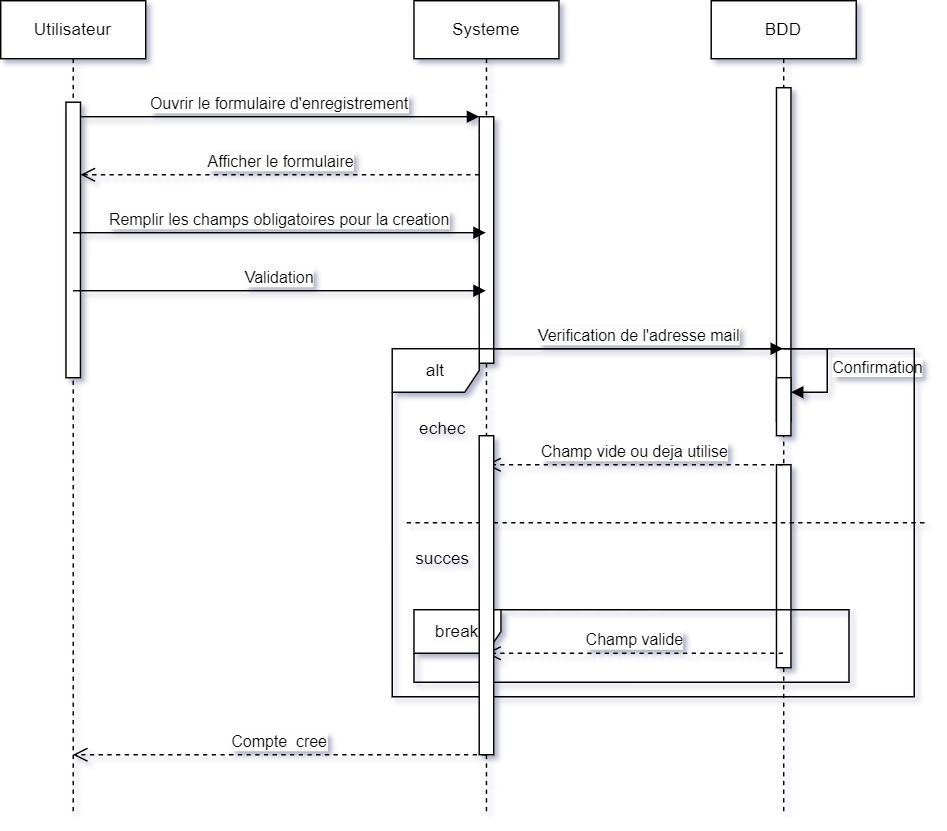 Utilisateur
Systeme
BDD
Ouvrir le formulaire d'enregistrement
Afficher le formulaire
Remplir les champs obligatoires pour la creation
Validation
Verification de l'adresse mail
alt
Confirmation
echec
Champ vide ou deja utilise
succes
break
Champ valide
Compte  cree